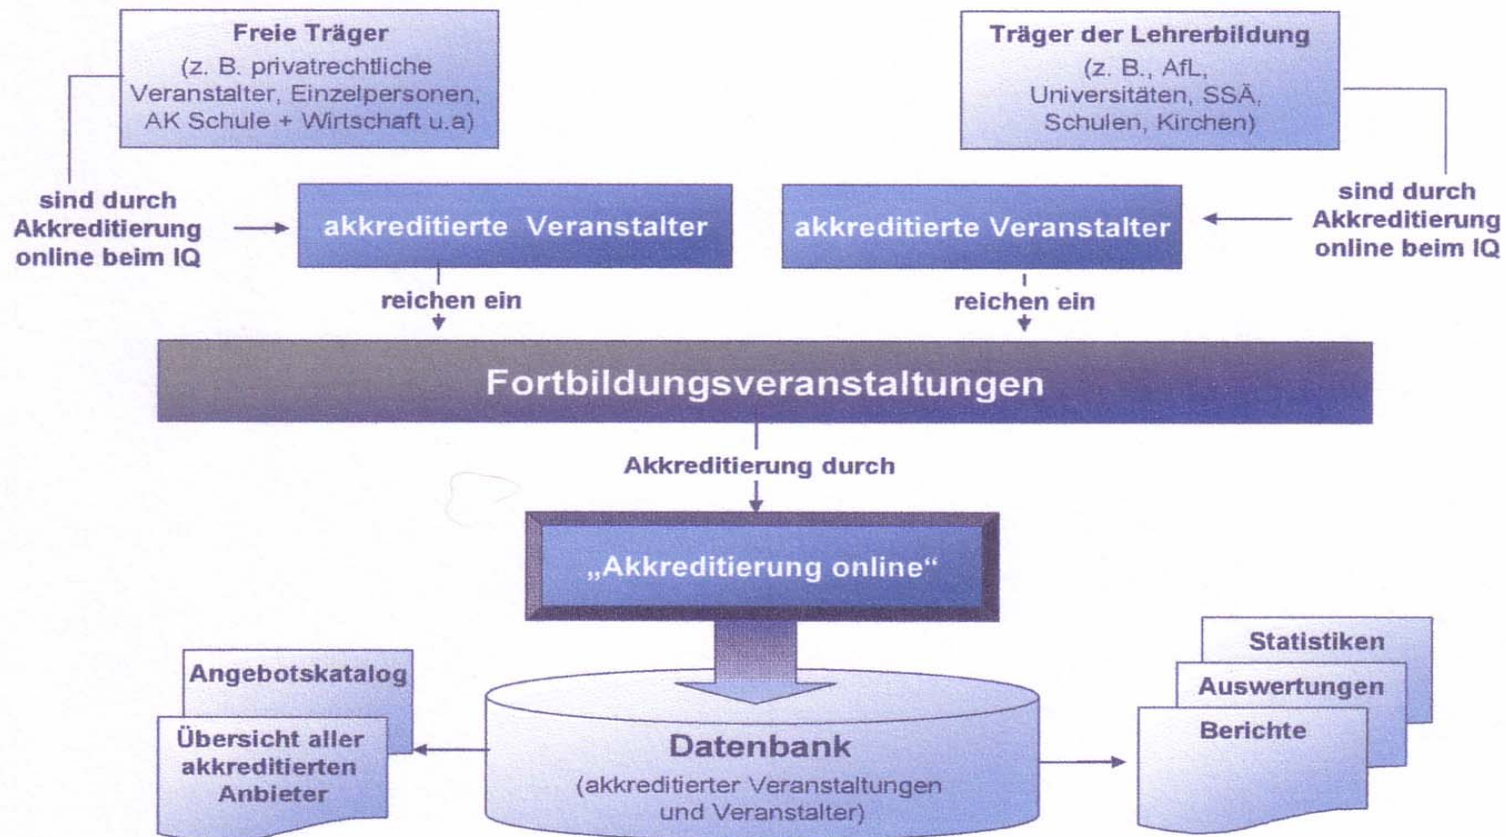 Freie Träger
(z. B. privatrechtliche
Veranstalter, Einzelpersonen,
AK Schule + Wirtschaft u.a)
Träger der Lehrerbildung
(z. B., AfL,
Universitäten, SSÄ,
Schulen, Kirchen)
sind durch
Akkreditierung
online beim IQ
akkreditierte Veranstalter
akkreditierte Veranstalter
sind durch
Akkreditierung
online beim IQ
reichen ein
reichen ein
Fortbildungsveranstaltungen
Akkreditierung durch
„Akkreditierung online“
Angebotskatalog
Übersicht aller
akkreditierten
Anbieter
Datenbank
(akkreditierter Veranstaltungen
und Veranstalter)
Statistiken
Auswertungen
Berichte